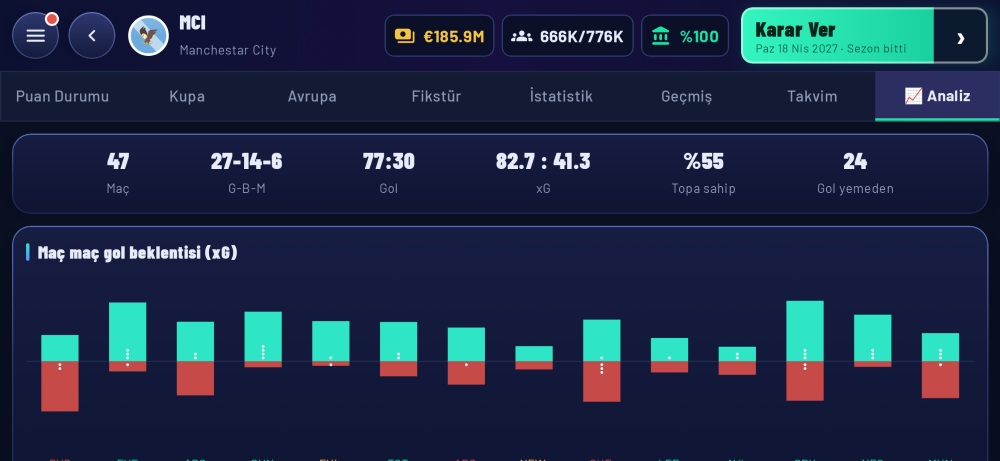 MCI
Manchestar City
€185.9M
666K/776K
%100
Karar Ver
Paz 18 Nis 2027 · Sezon bitti
Puan Durumu
Kupa
Avrupa
Fikstür
İstatistik
Geçmiş
Takvim
Analiz
47
27-14-6
77:30
82.7 : 41.3
%55
24
Maç
G-B-M
Gol
xG
Topa sahip
Gol yemeden
Maç maç gol beklentisi (xG)